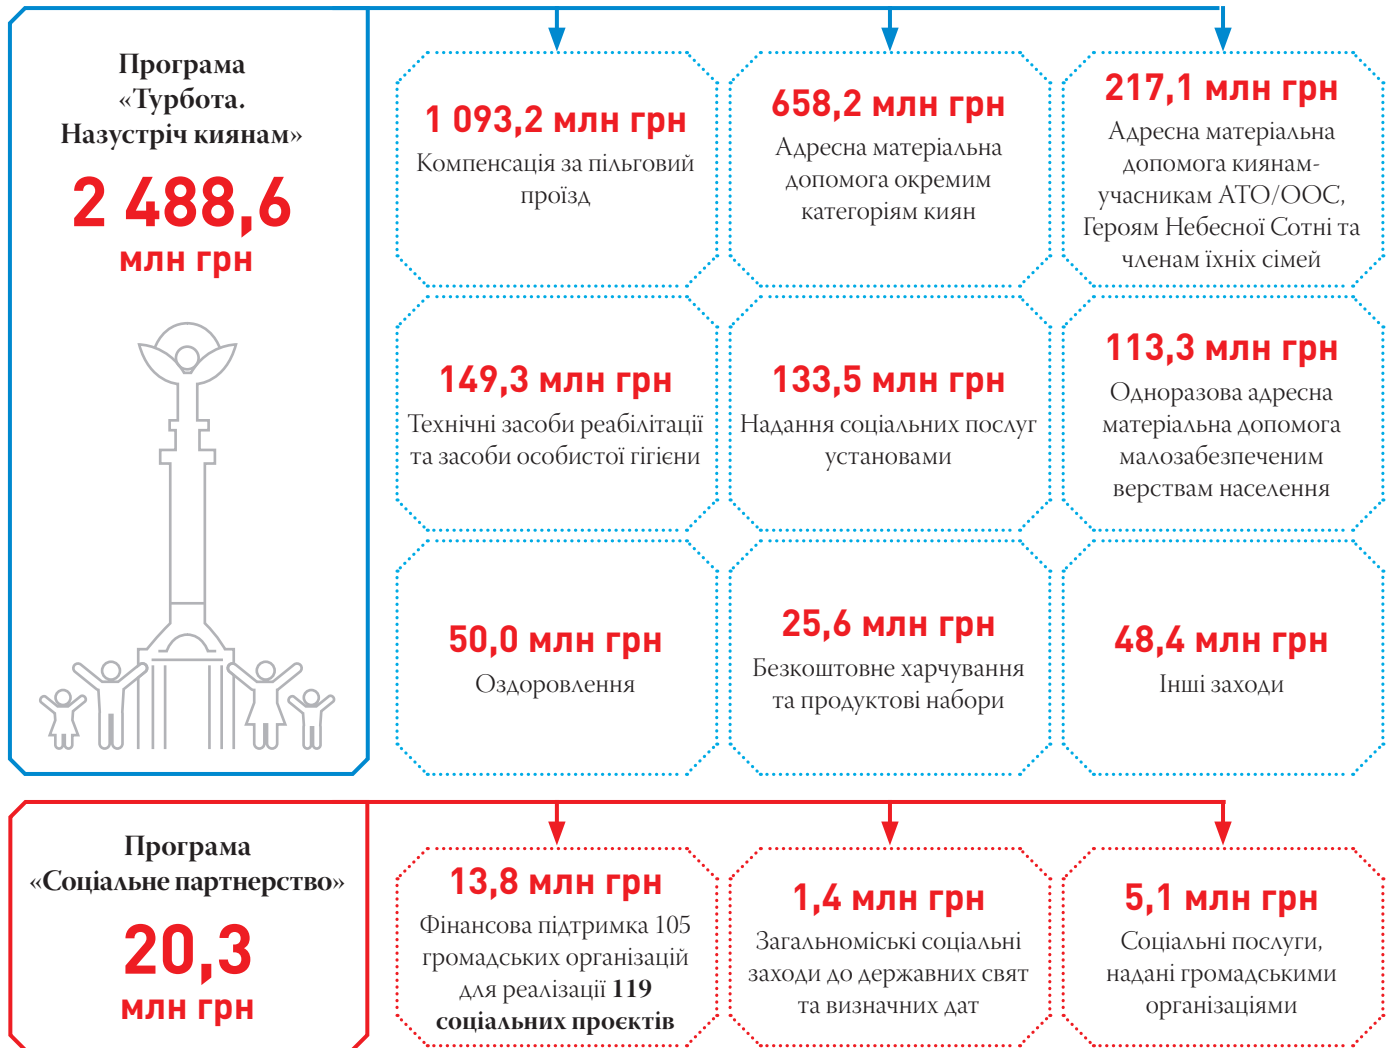 Програма
«Турбота.
Назустріч киянам»
2 488,6
млн грн
1 093,2 млн грн
Компенсація за пільговий
проїзд
658,2 млн грн
Адресна матеріальна
допомога окремим
категоріям киян
217,1 млн грн
Адресна матеріальна
допомога киянам-
учасникам АТО/ООС,
Героям Небесної Сотні та
членам їхніх сімей
149,3 млн грн
Технічні засоби реабілітації
та засоби особистої гігієни
133,5 млн грн
Надання соціальних послуг
установами
113,3 млн грн
Одноразова адресна
матеріальна допомога
малозабезпеченим
верствам населення
50,0 млн грн
Оздоровлення
25,6 млн грн
Безкоштовне харчування
та продуктові набори
48,4 млн грн
Інші заходи
Програма
«Соціальне партнерство»
20,3
млн грн
13,8 млн грн
Фінансова підтримка 105
громадських організацій
для реалізації 119
соціальних проєктів
1,4 млн грн
Загальноміські соціальні
заходи до державних свят
та визначних дат
5,1 млн грн
Соціальні послуги,
надані громадськими
організаціями